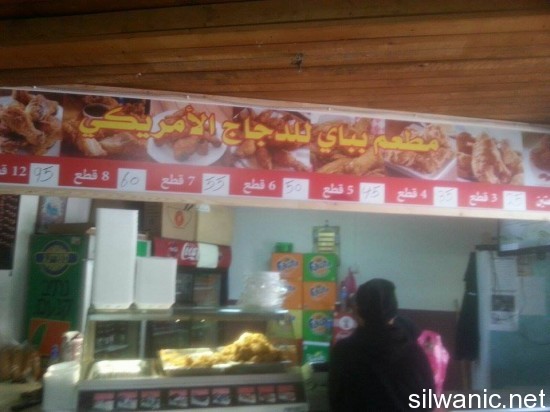 مطعم بباي للدجاج الأمريكي
3 قطع 25 4 قطع 35 5 قطع 45 6 قطع 50 7 قطع 55 8 قطع 60 12 قطع 95
silwanic.net